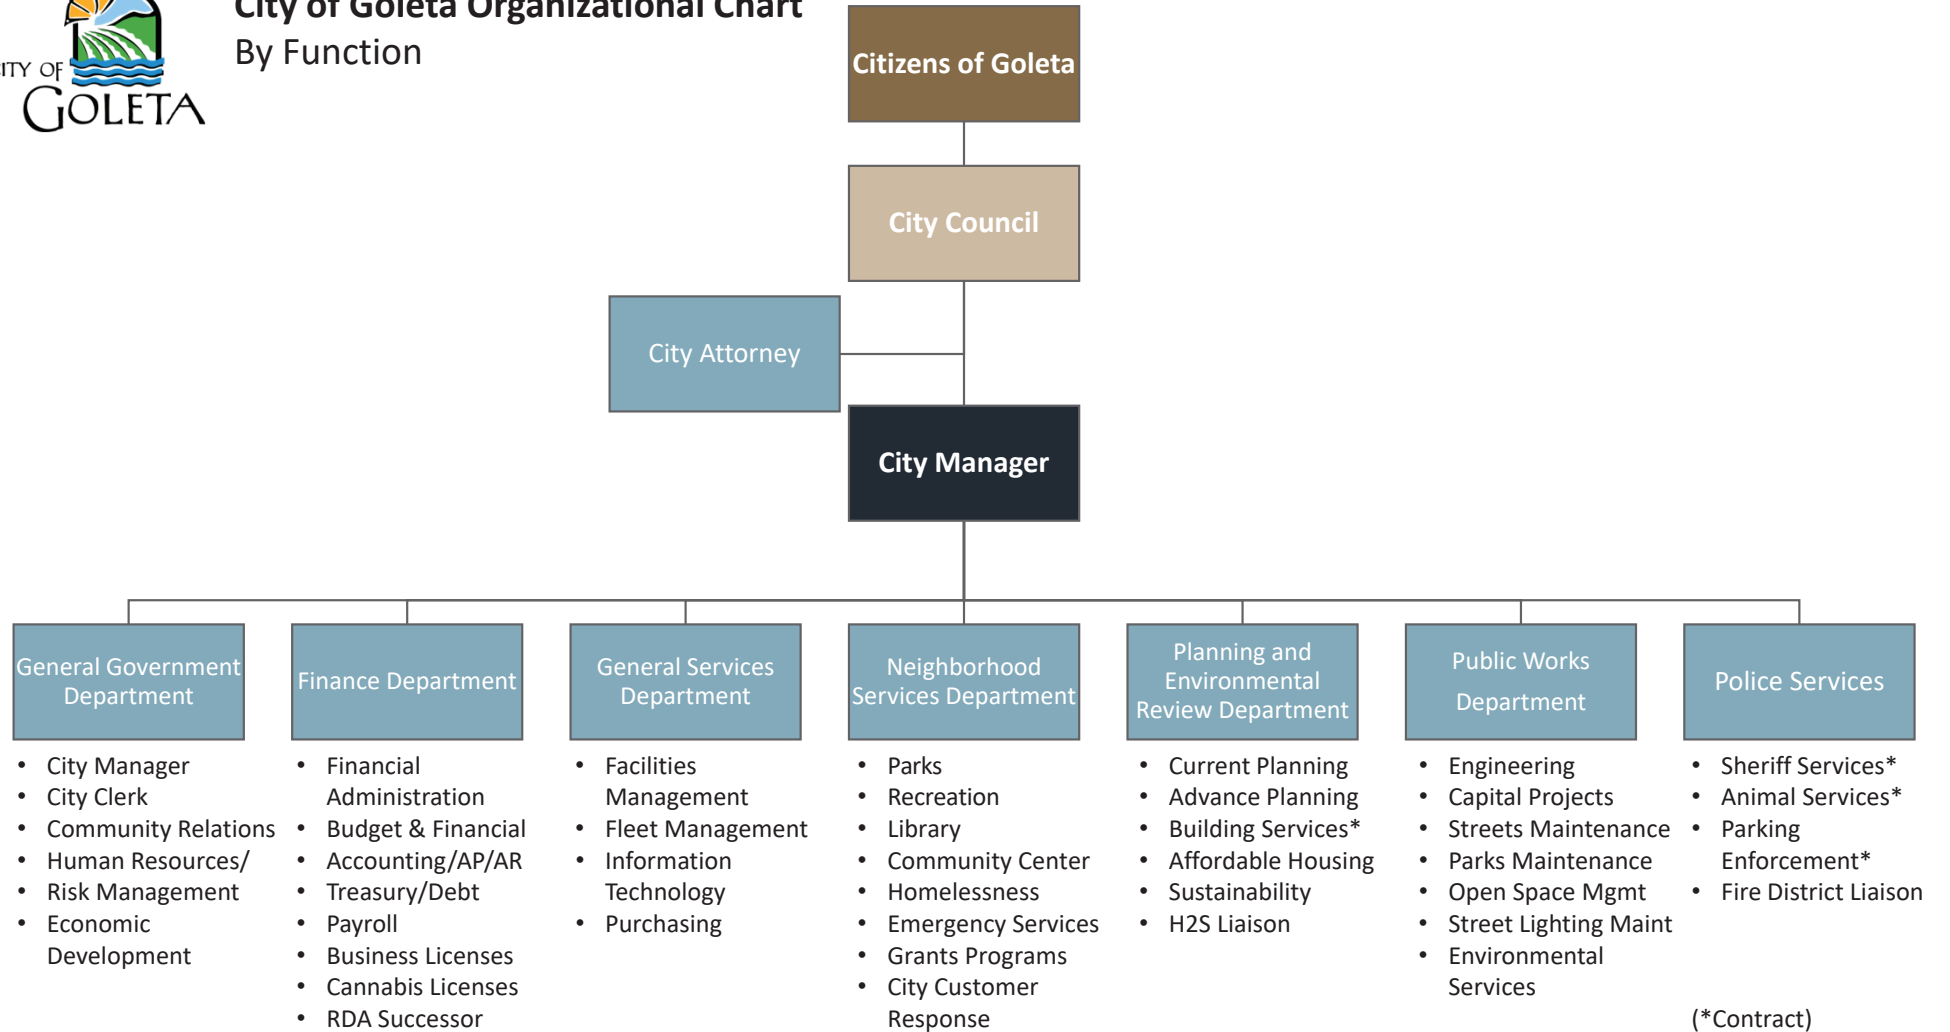 City of Goleta Organizational Chart
By Function
ITY OF
GOLETA
Citizens of Goleta
City Council
City Attorney
City Manager
General Government
Department
• City Manager
• City Clerk
• Community Relations
• Human Resources/
• Risk Management
• Economic
Development
Finance Department
• Financial
Administration
• Budget & Financial
• Accounting/AP/AR
• Treasury/Debt
• Payroll
• Business Licenses
• Cannabis Licenses
• RDA Successor
General Services
Department
• Facilities
Management
• Fleet Management
• Information
Technology
• Purchasing
Neighborhood
Services Department
• Parks
• Recreation
• Library
• Community Center
• Homelessness
• Emergency Services
• Grants Programs
• City Customer
Response
Planning and
Environmental
Review Department
• Current Planning
• Advance Planning
• Building Services*
• Affordable Housing
• Sustainability
• H2S Liaison
Public Works
Department
• Engineering
• Capital Projects
• Streets Maintenance
• Parks Maintenance
• Open Space Mgmt
• Street Lighting Maint
• Environmental
Services
Police Services
• Sheriff Services*
• Animal Services*
• Parking
Enforcement*
• Fire District Liaison
(*Contract)